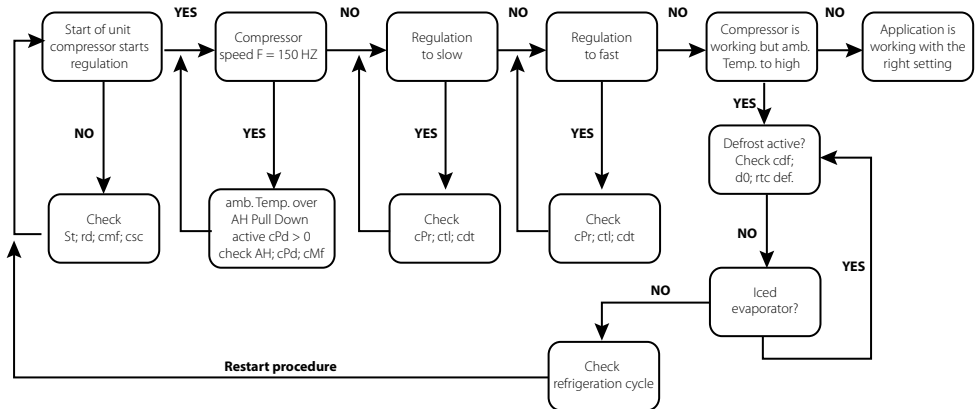 YES
NO
NO
NO
NO
Start of unit
compressor starts
regulation
Compressor
speed F = 150 HZ
Regulation
to slow
Regulation
to fast
Compressor is
working but amb.
Temp. to high
Application is
working with the
right setting
NO
YES
YES
YES
YES
Check
St; rd; cmf; csc
amb. Temp. over
AH Pull Down
active cPd > 0
check AH; cPd; cMf
Check
cPr; ctl; cdt
Check
cPr; ctl; cdt
Defrost active?
Check cdf;
d0; rtc def.
NO
YES
NO
Iced
evaporator?
Check
refrigeration cycle
Restart procedure